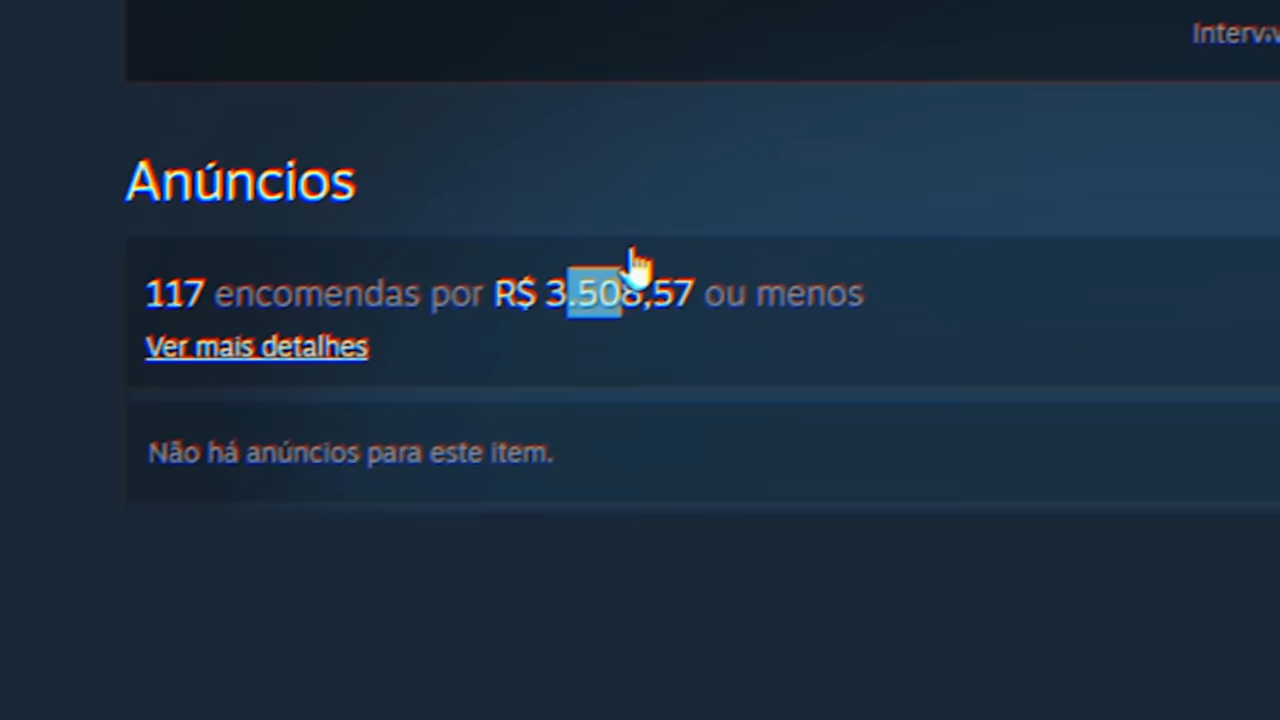 Anúncios
117 encomendas por R$ 3.508,57 ou menos
Ver mais detalhes
Não há anúncios para este item.